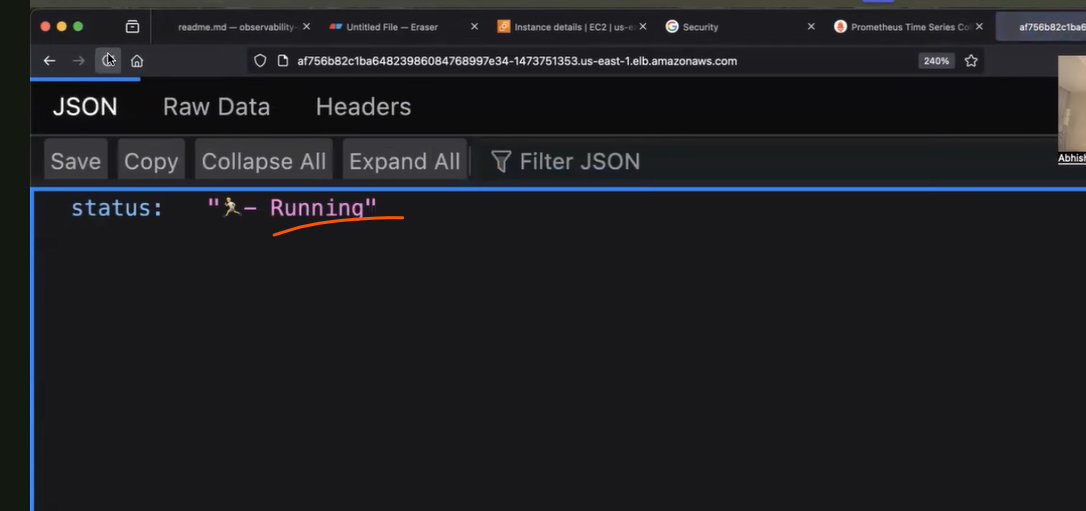 readme.md — observability-
Untitled File — Eraser
Instance details | EC2 | us-e
Security
Prometheus Time Series Co
af756b82c1ba6
af756b82c1ba64823986084768997e34-1473751353.us-east-1.elb.amazonaws.com
240%
JSON Raw Data Headers
Save Copy Collapse All Expand All Filter JSON
Abhish
status: "🏃- Running"